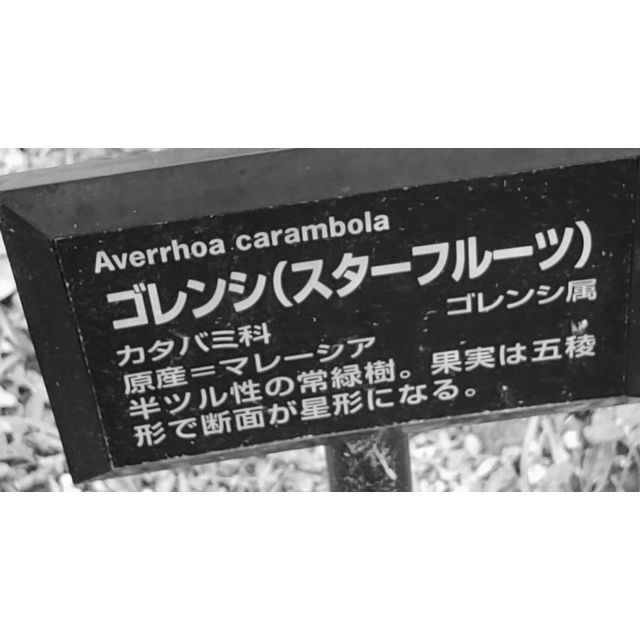 Averrhoa carambola
ゴレンシ(スターフルーツ)
ゴレンシ属
カタバミ科
原産=マレーシア
半ツル性の常緑樹。果実は五稜
形で断面が星形になる。